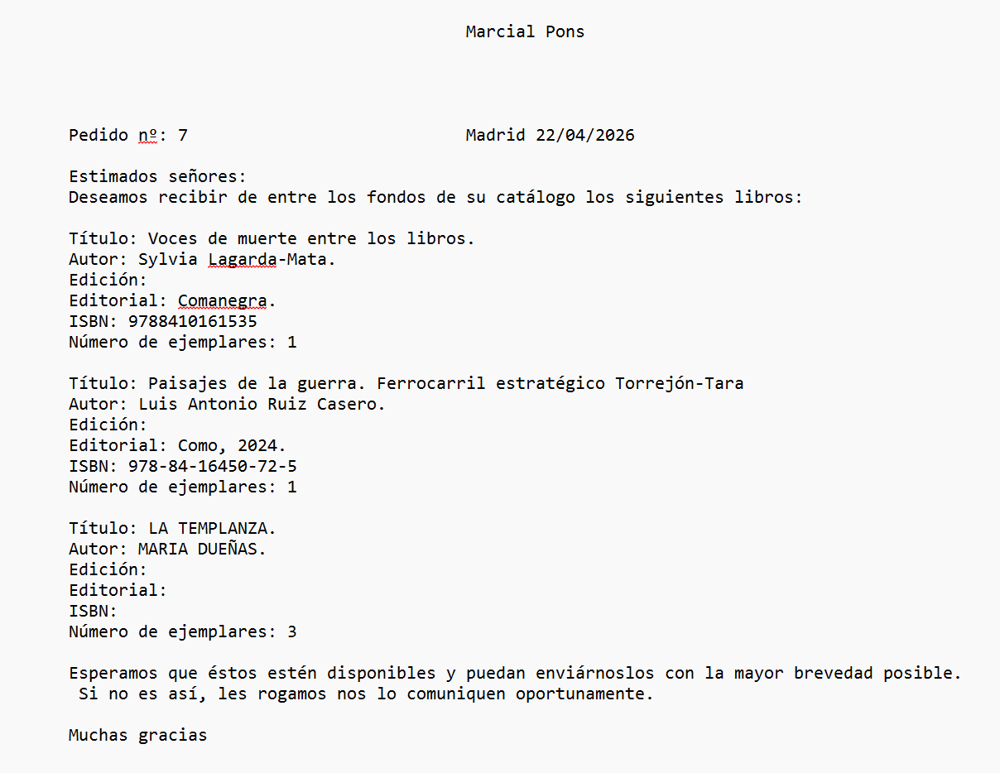 Marcial Pons
Pedido nº: 7 Madrid 22/04/2026
Estimados señores:
Deseamos recibir de entre los fondos de su catálogo los siguientes libros:
Título: Voces de muerte entre los libros.
Autor: Sylvia Lagarda-Mata.
Edición:
Editorial: Comanegra.
ISBN: 9788410161535
Número de ejemplares: 1
Título: Paisajes de la guerra. Ferrocarril estratégico Torrejón-Tara
Autor: Luis Antonio Ruiz Casero.
Edición:
Editorial: Como, 2024.
ISBN: 978-84-16450-72-5
Número de ejemplares: 1
Título: LA TEMPLANZA.
Autor: MARIA DUEÑAS.
Edición:
Editorial:
ISBN:
Número de ejemplares: 3
Esperamos que éstos estén disponibles y puedan enviárnoslos con la mayor brevedad posible.
Si no es así, les rogamos nos lo comuniquen oportunamente.
Muchas gracias